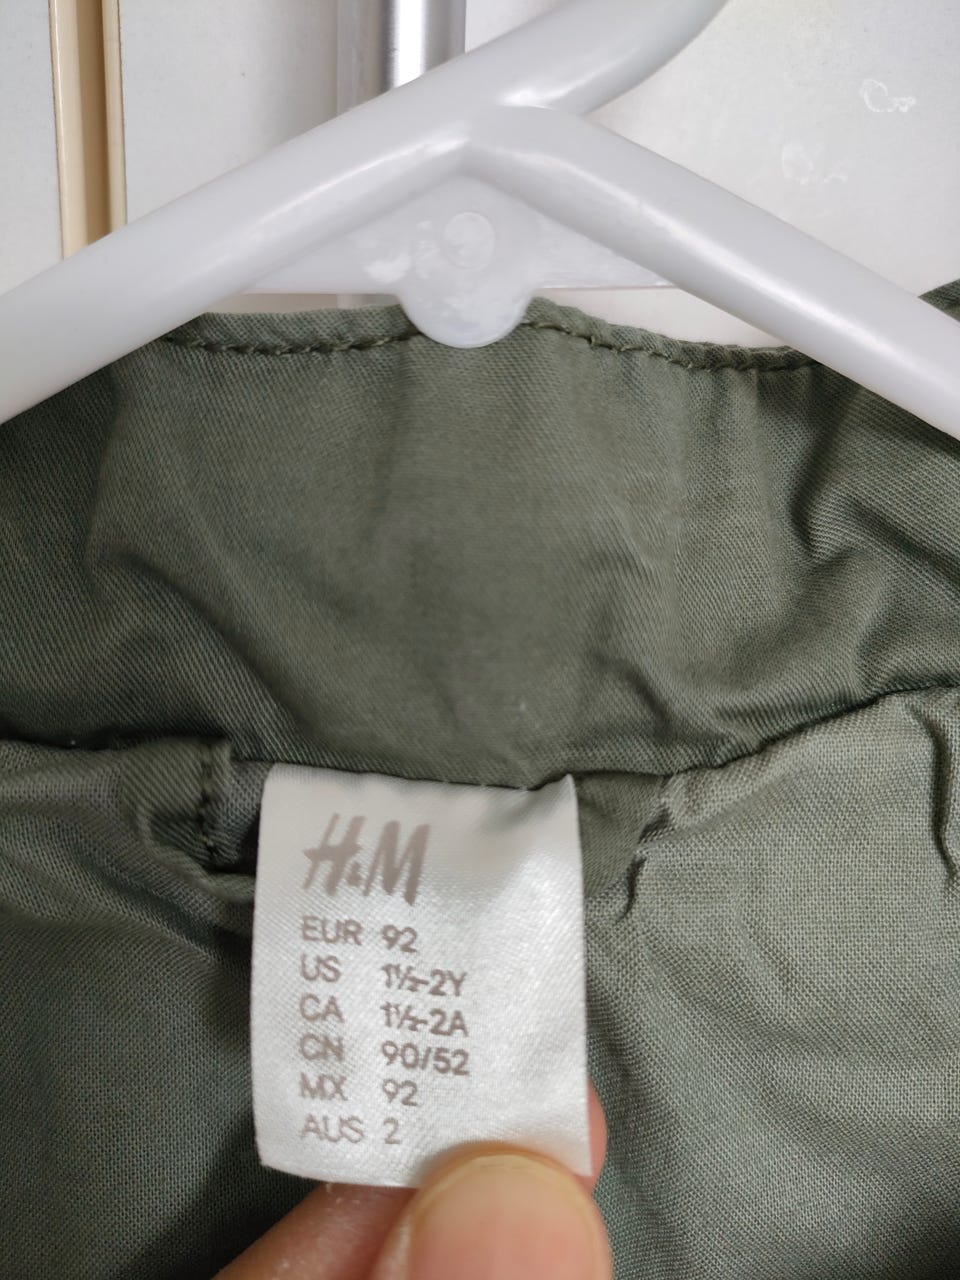 H&M
EUR 92
US 1½-2Y
CA 1½-2A
CN 90/52
MX 92
AUS 2